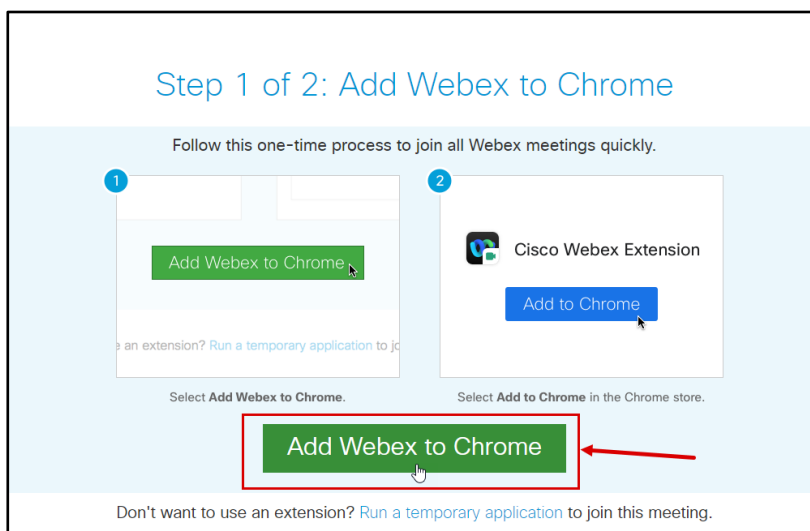 Step 1 of 2: Add Webex to Chrome
Follow this one-time process to join all Webex meetings quickly.
1
Add Webex to Chrome
e an extension? Run a temporary application to jo
Select Add Webex to Chrome.
2
Cisco Webex Extension
Add to Chrome
Select Add to Chrome in the Chrome store.
Add Webex to Chrome
Don't want to use an extension? Run a temporary application to join this meeting.